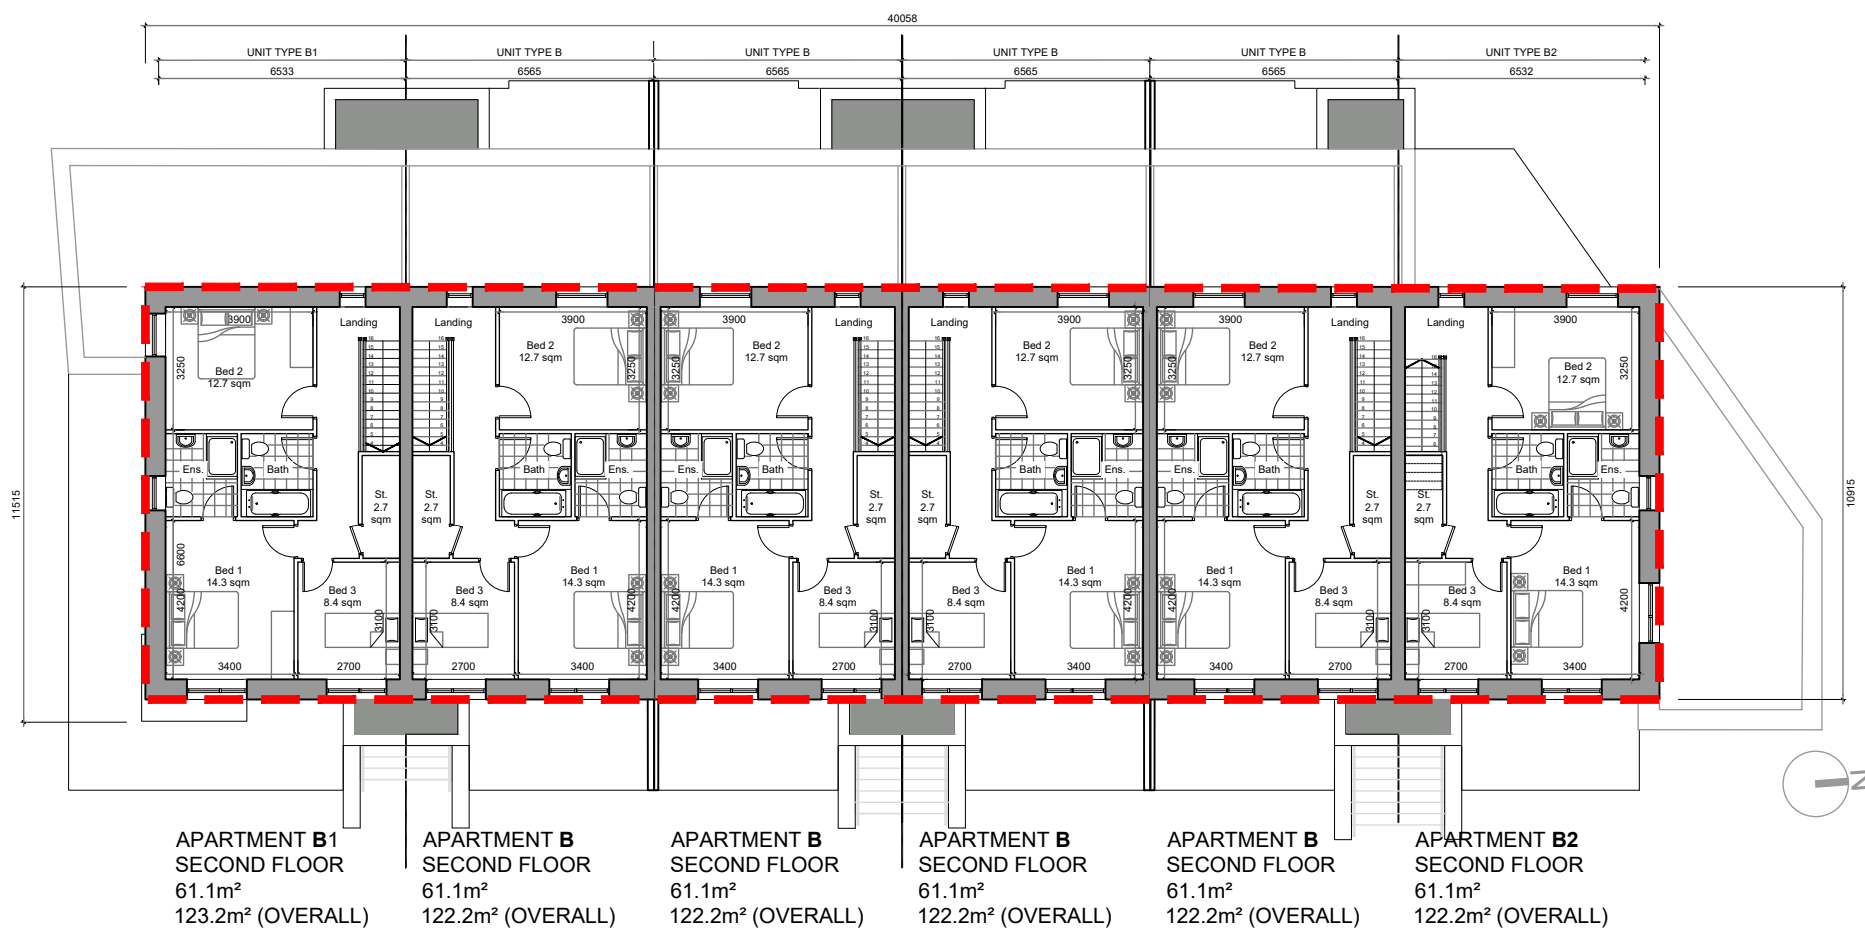 40058
UNIT TYPE B1 UNIT TYPE B UNIT TYPE B UNIT TYPE B UNIT TYPE B UNIT TYPE B2
6533 6565 6565 6565 6565 6532
11515
10915
3900 Landing Landing 3900 3900 Landing Landing 3900 3900 Landing Landing 3900
Bed 2
12.7 sqm
3250
Bed 2
12.7 sqm
3250
Bed 2
12.7 sqm
3250
Bed 2
12.7 sqm
3250
Bed 2
12.7 sqm
3250
Bed 2
12.7 sqm
3250
Ens. Bath Bath Ens. Ens. Bath Bath Ens. Ens. Bath Bath Ens.
St.
2.7
sqm
St.
2.7
sqm
St.
2.7
sqm
St.
2.7
sqm
St.
2.7
sqm
St.
2.7
sqm
6600
Bed 1
14.3 sqm
4200
Bed 3
8.4 sqm
3100
Bed 3
8.4 sqm
3100
Bed 1
14.3 sqm
4200
Bed 1
14.3 sqm
4200
Bed 3
8.4 sqm
3100
Bed 3
8.4 sqm
3100
Bed 1
14.3 sqm
4200
Bed 1
14.3 sqm
4200
Bed 3
8.4 sqm
3100
Bed 3
8.4 sqm
3100
Bed 1
14.3 sqm
4200
3400 2700 2700 3400 3400 2700 2700 3400 3400 2700 2700 3400
N
APARTMENT B1
SECOND FLOOR
61.1m²
123.2m² (OVERALL)
APARTMENT B
SECOND FLOOR
61.1m²
122.2m² (OVERALL)
APARTMENT B
SECOND FLOOR
61.1m²
122.2m² (OVERALL)
APARTMENT B
SECOND FLOOR
61.1m²
122.2m² (OVERALL)
APARTMENT B
SECOND FLOOR
61.1m²
122.2m² (OVERALL)
APARTMENT B2
SECOND FLOOR
61.1m²
122.2m² (OVERALL)